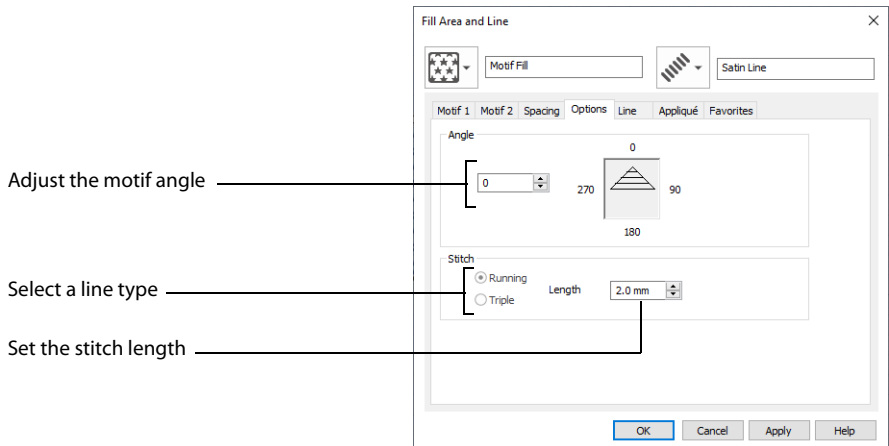 Fill Area and Line
Motif Fill
Satin Line
Motif 1 Motif 2 Spacing Options Line Appliqué Favorites
Angle
0
Adjust the motif angle
0
270
90
180
Stitch
Running
Select a line type
Length
2.0 mm
Triple
Set the stitch length
OK Cancel Apply Help